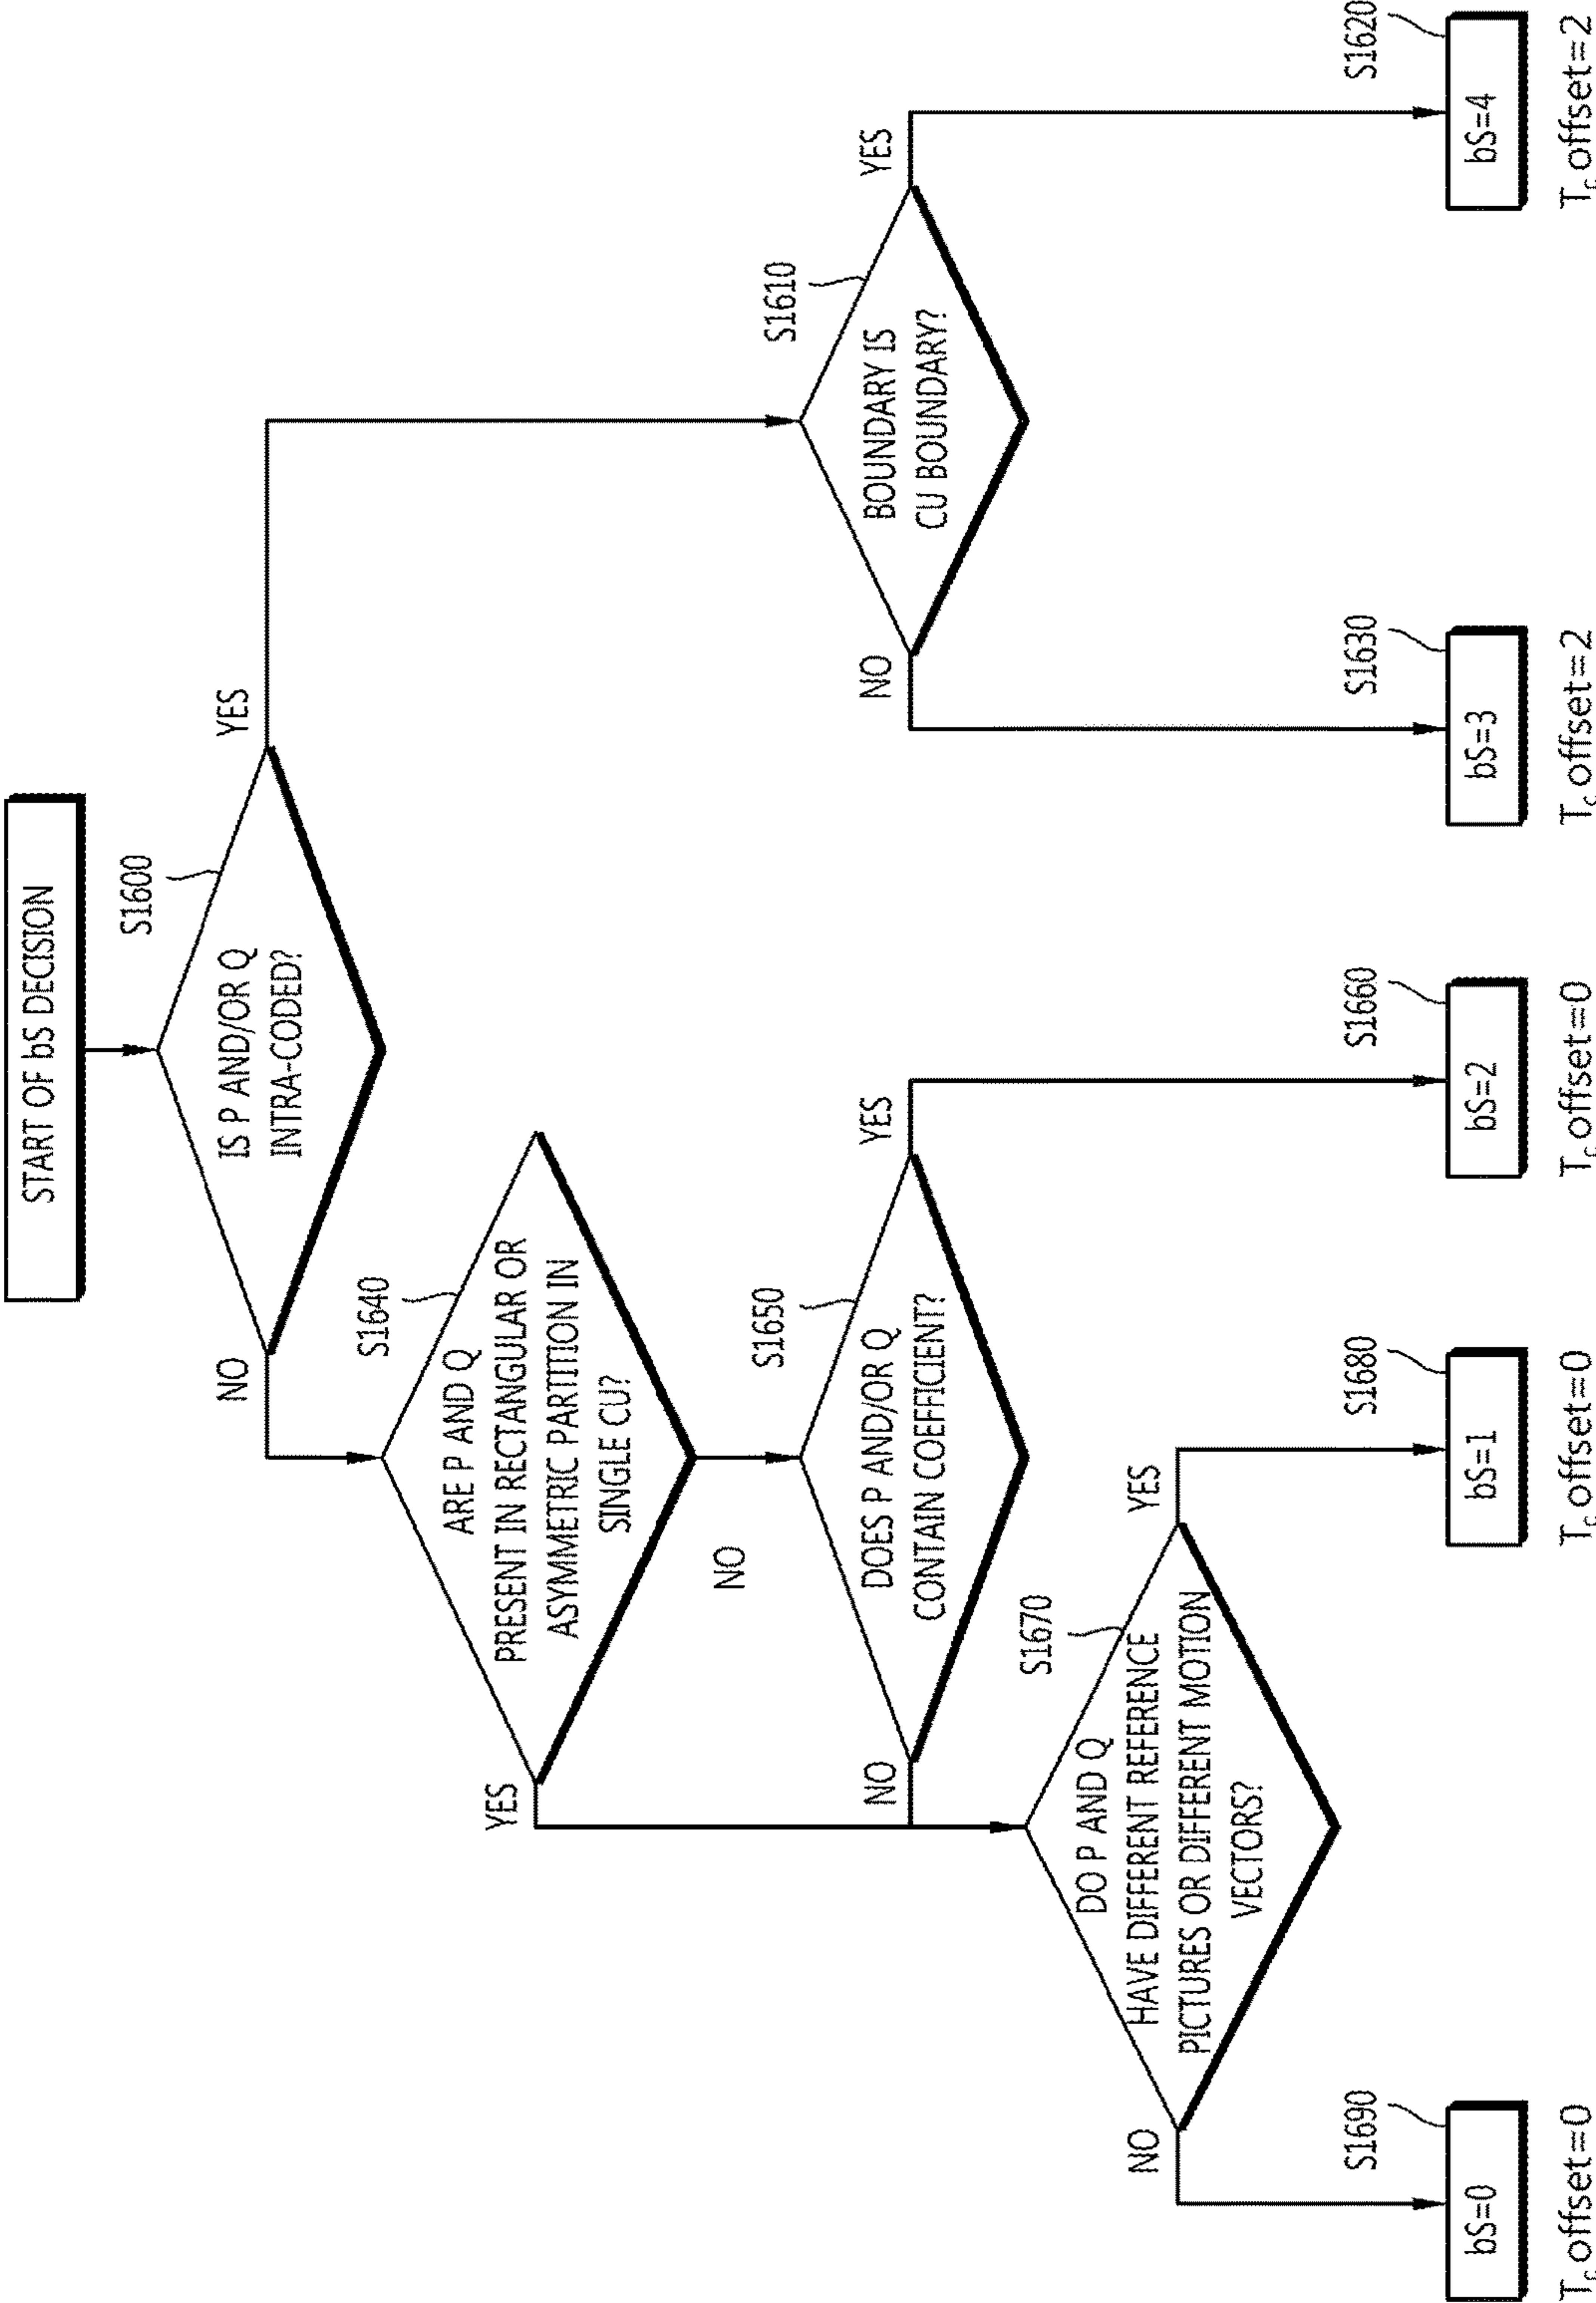 START OF bS DECISION
S1600
IS P AND/OR Q
INTRA-CODED?
NO
YES
S1640
ARE P AND Q
PRESENT IN RECTANGULAR OR
ASYMMETRIC PARTITION IN
SINGLE CU?
YES
NO
S1650
DOES P AND/OR Q
CONTAIN COEFFICIENT?
NO
YES
S1610
BOUNDARY IS
CU BOUNDARY?
NO
YES
S1670
DO P AND Q
HAVE DIFFERENT REFERENCE
PICTURES OR DIFFERENT MOTION
VECTORS?
NO
YES
S1690
bS=0
Tc offset=0
S1680
bS=1
Tc offset=0
S1660
bS=2
Tc offset=0
S1630
bS=3
Tc offset=2
S1620
bS=4
Tc offset=2